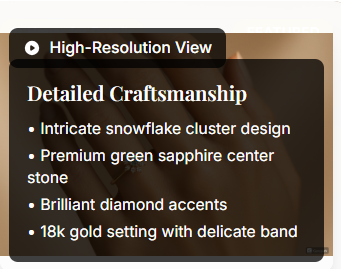 High-Resolution View
Detailed Craftsmanship
• Intricate snowflake cluster design
• Premium green sapphire center
stone
• Brilliant diamond accents
• 18k gold setting with delicate band